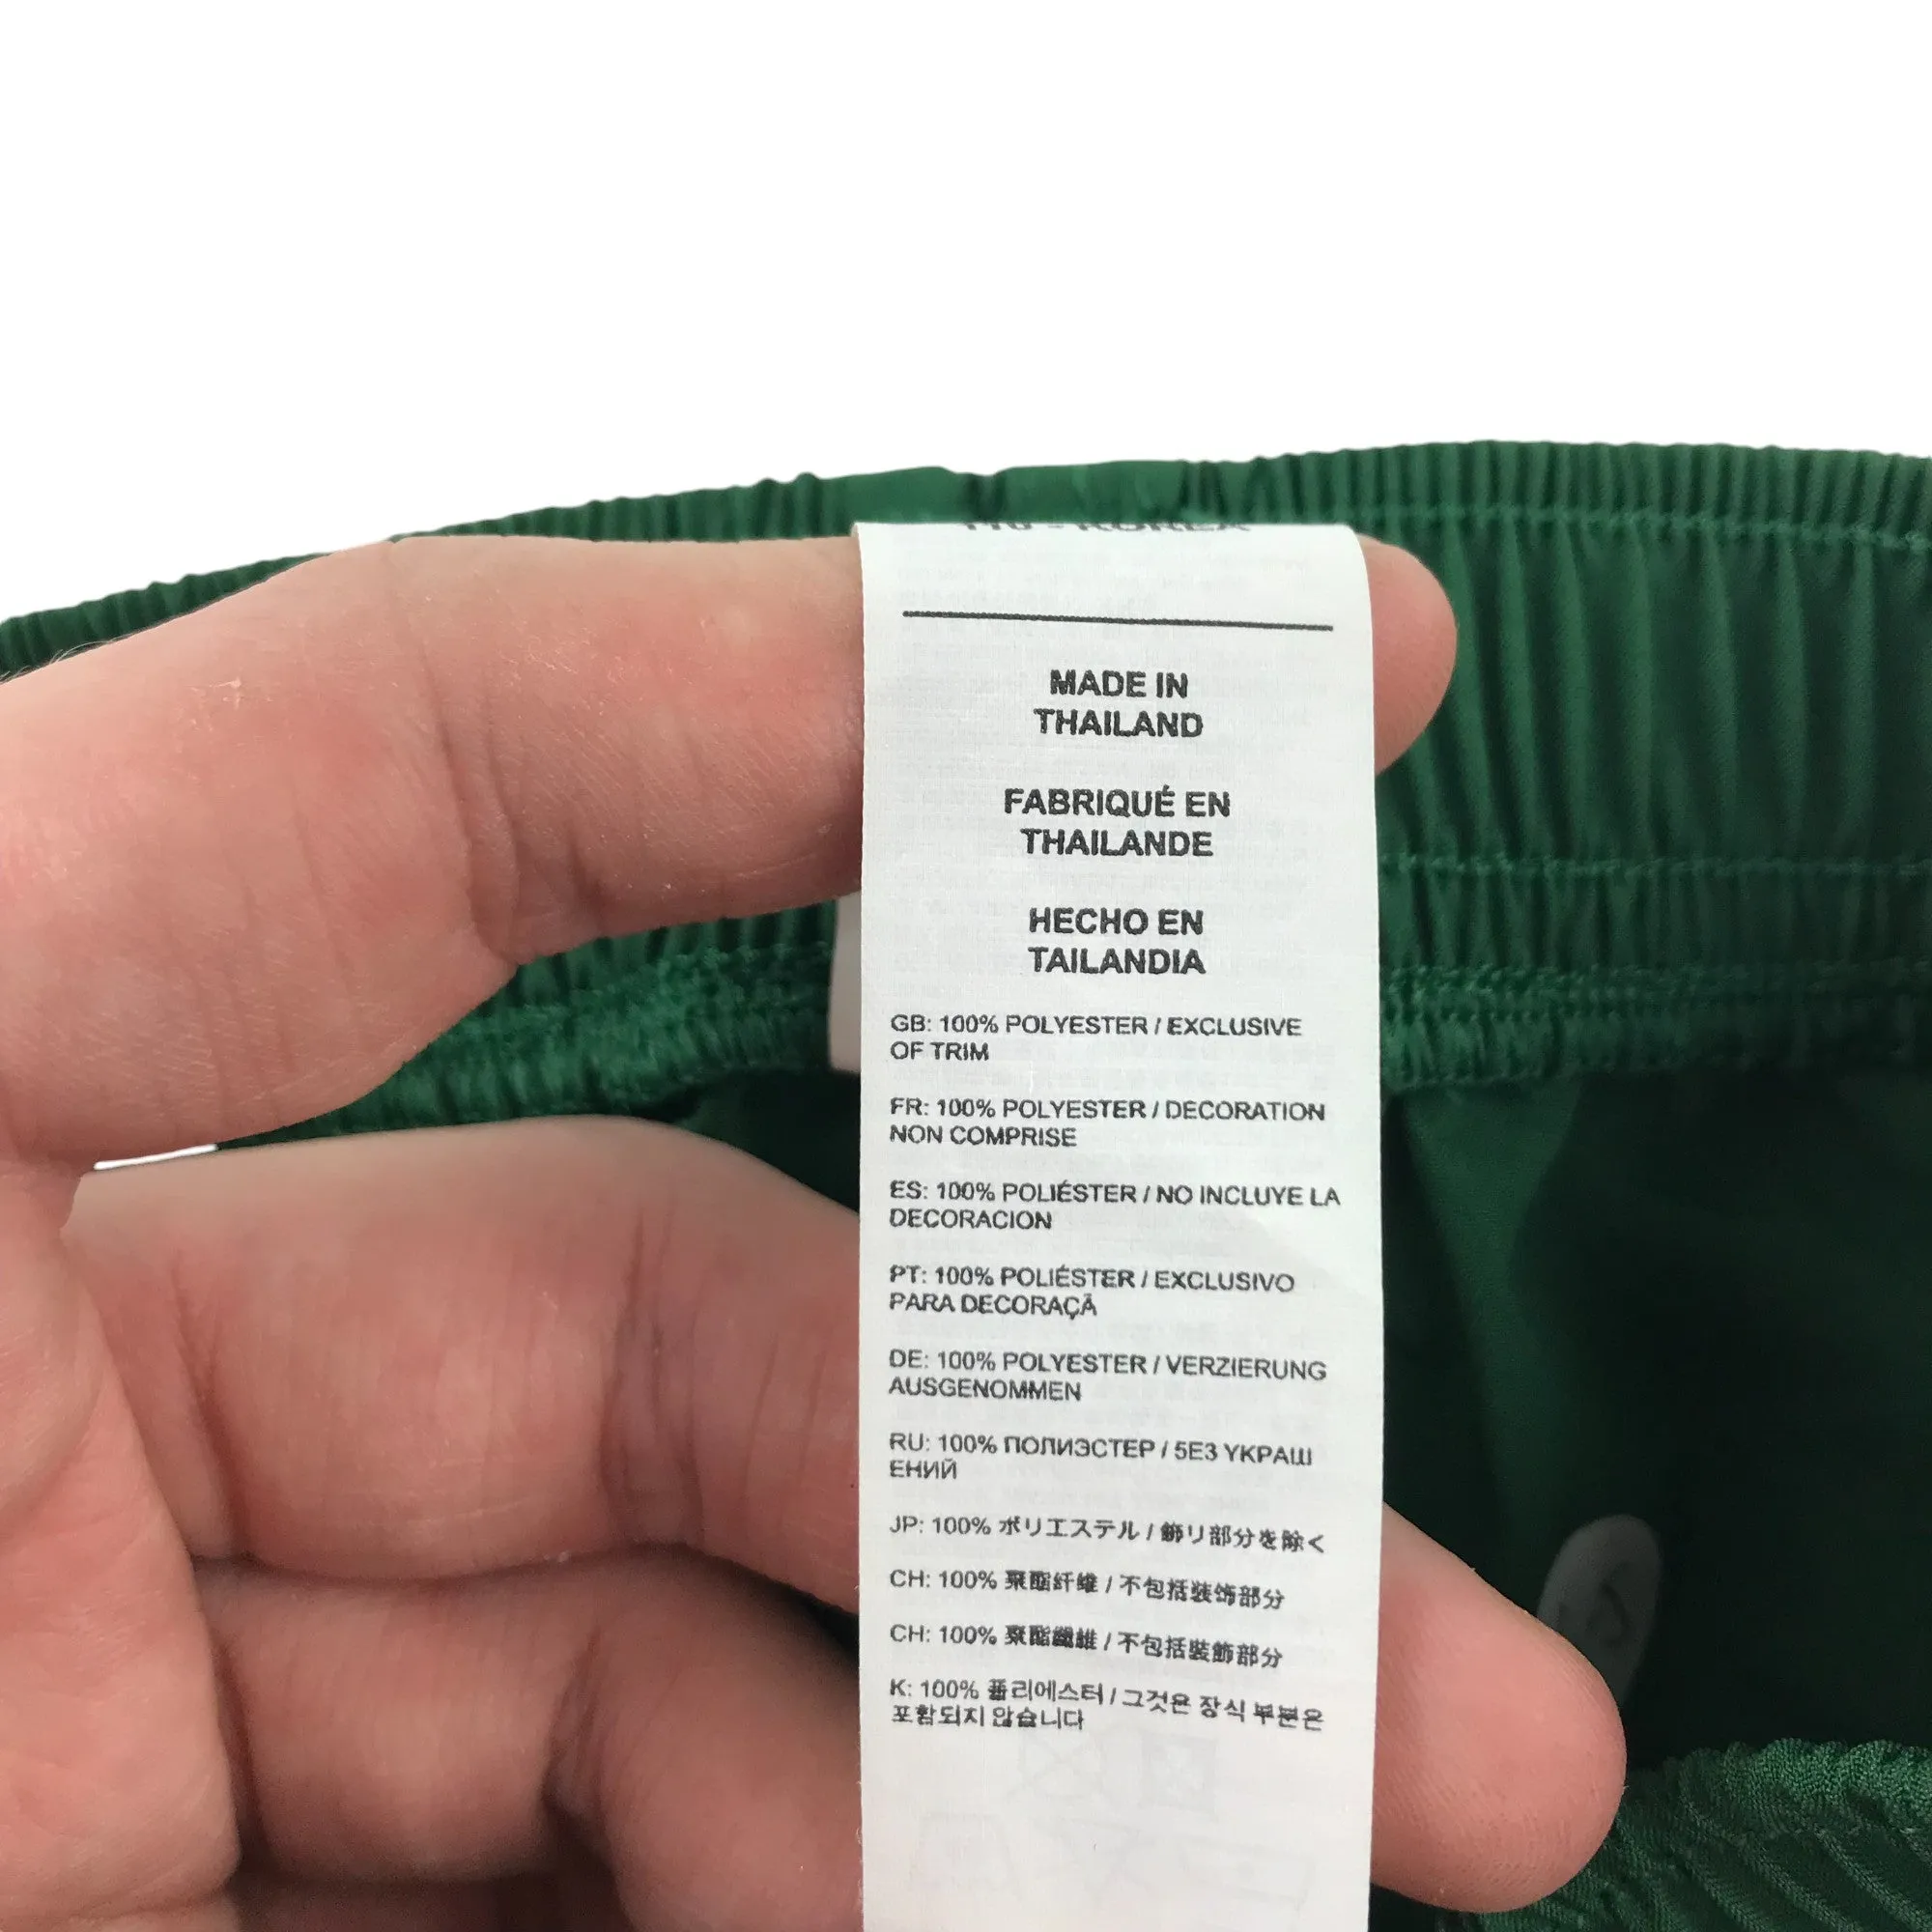 MADE IN
THAILAND
FABRIQUÉ EN
THAILANDE
HECHO EN
TAILANDIA
GB: 100% POLYESTER / EXCLUSIVE
OF TRIM
FR: 100% POLYESTER / DECORATION
NON COMPRISE
ES: 100% POLIÉSTER / NO INCLUYE LA
DECORACION
PT: 100% POLIÉSTER / EXCLUSIVO
PARA DECORAÇÃ
DE: 100% POLYESTER / VERZIERUNG
AUSGENOMMEN
RU: 100% ПОЛИЭСТЕР / 5ЕЗ УКРАШ
ЕНИЙ
JP: 100% ポリエステル / 飾り部分を除く
CH: 100% 聚酯纤维 / 不包括装饰部分
CH: 100% 聚酯纖維 / 不包括裝飾部分
K: 100% 폴리에스터 / 그것은 장식 부분은
포함되지 않습니다